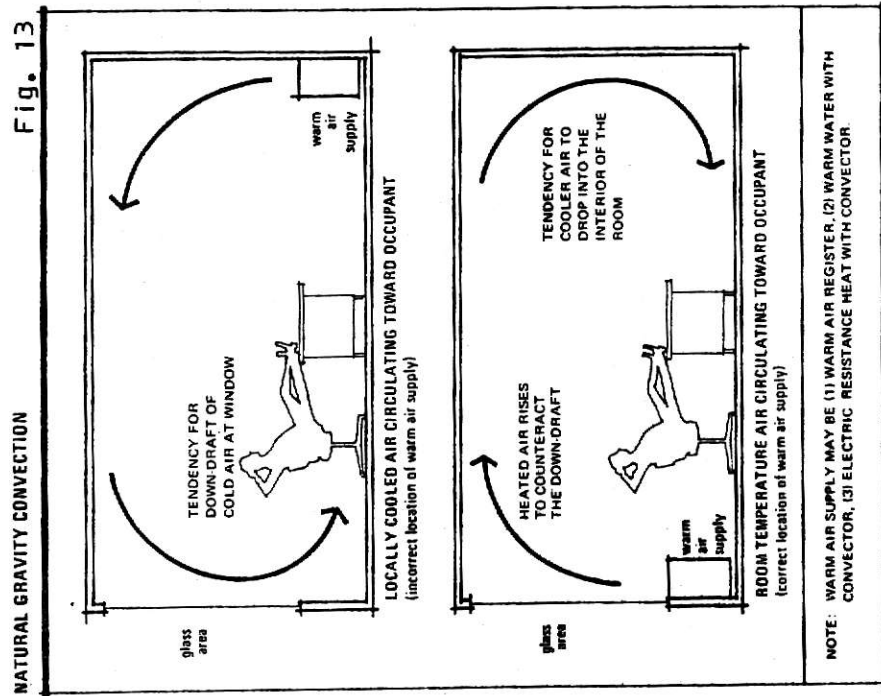 NATURAL GRAVITY CONVECTION
Fig. 13
TENDENCY FOR
DOWN-DRAFT OF
COLD AIR AT WINDOW
glass
area
warm
air
supply
LOCALLY COOLED AIR CIRCULATING TOWARD OCCUPANT
(incorrect location of warm air supply)
HEATED AIR RISES
TO COUNTERACT
THE DOWN-DRAFT
TENDENCY FOR
COOLER AIR TO
DROP INTO THE
INTERIOR OF THE
ROOM
glass
area
warm
air
supply
ROOM TEMPERATURE AIR CIRCULATING TOWARD OCCUPANT
(correct location of warm air supply)
NOTE: WARM AIR SUPPLY MAY BE (1) WARM AIR REGISTER, (2) WARM WATER WITH
CONVECTOR, (3) ELECTRIC RESISTANCE HEAT WITH CONVECTOR.